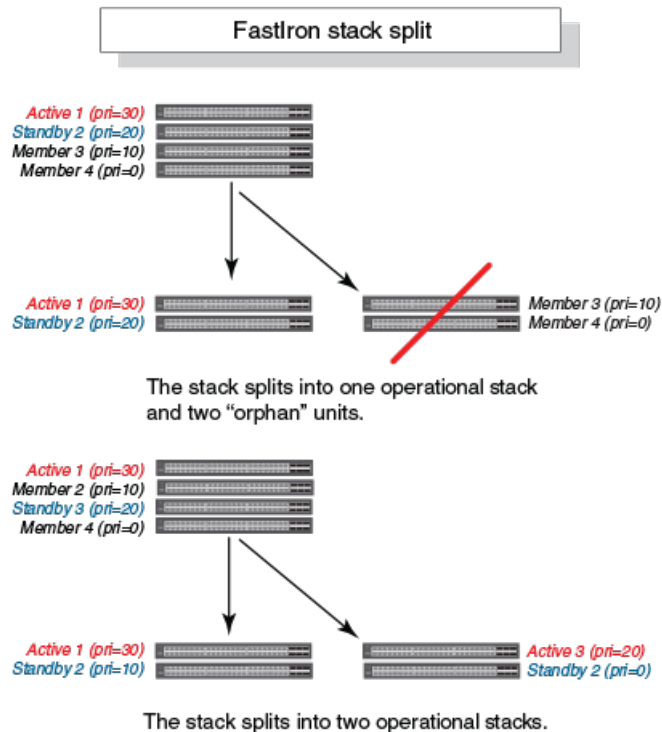 FastIron stack split
Active 1 (pri=30)
Standby 2 (pri=20)
Member 3 (pri=10)
Member 4 (pri=0)
Active 1 (pri=30)
Standby 2 (pri=20)
Member 3 (pri=10)
Member 4 (pri=0)
The stack splits into one operational stack
and two “orphan” units.
Active 1 (pri=30)
Member 2 (pri=10)
Standby 3 (pri=20)
Member 4 (pri=0)
Active 1 (pri=30)
Standby 2 (pri=10)
Active 3 (pri=20)
Standby 2 (pri=0)
The stack splits into two operational stacks.